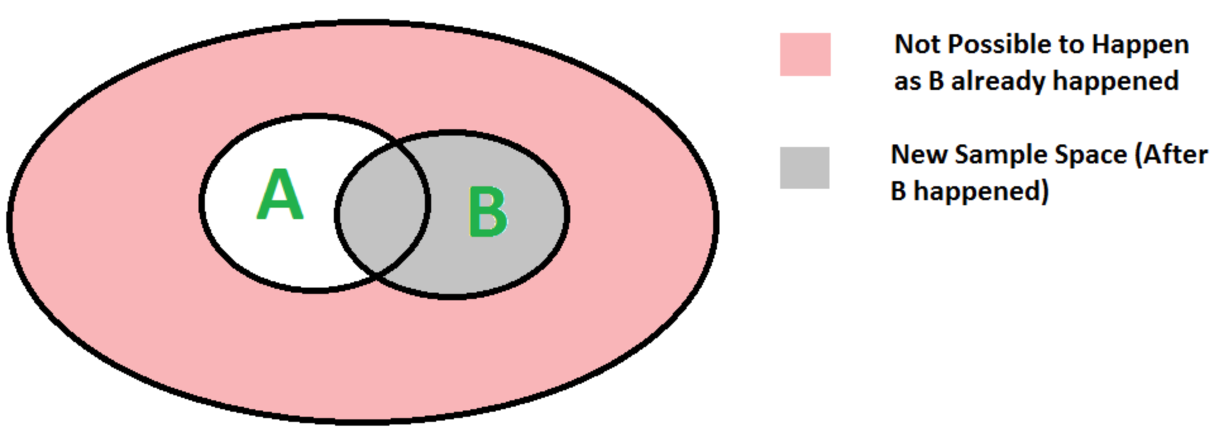 A
B
Not Possible to Happen
as B already happened
New Sample Space (After
B happened)